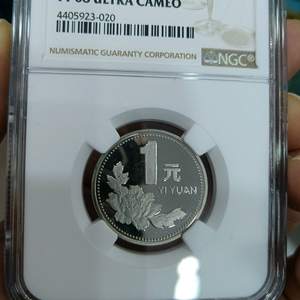 ULTRA CAMEO
4405923-020
NUMISMATIC GUARANTY CORPORATION
NGC
1
元
YI YUAN